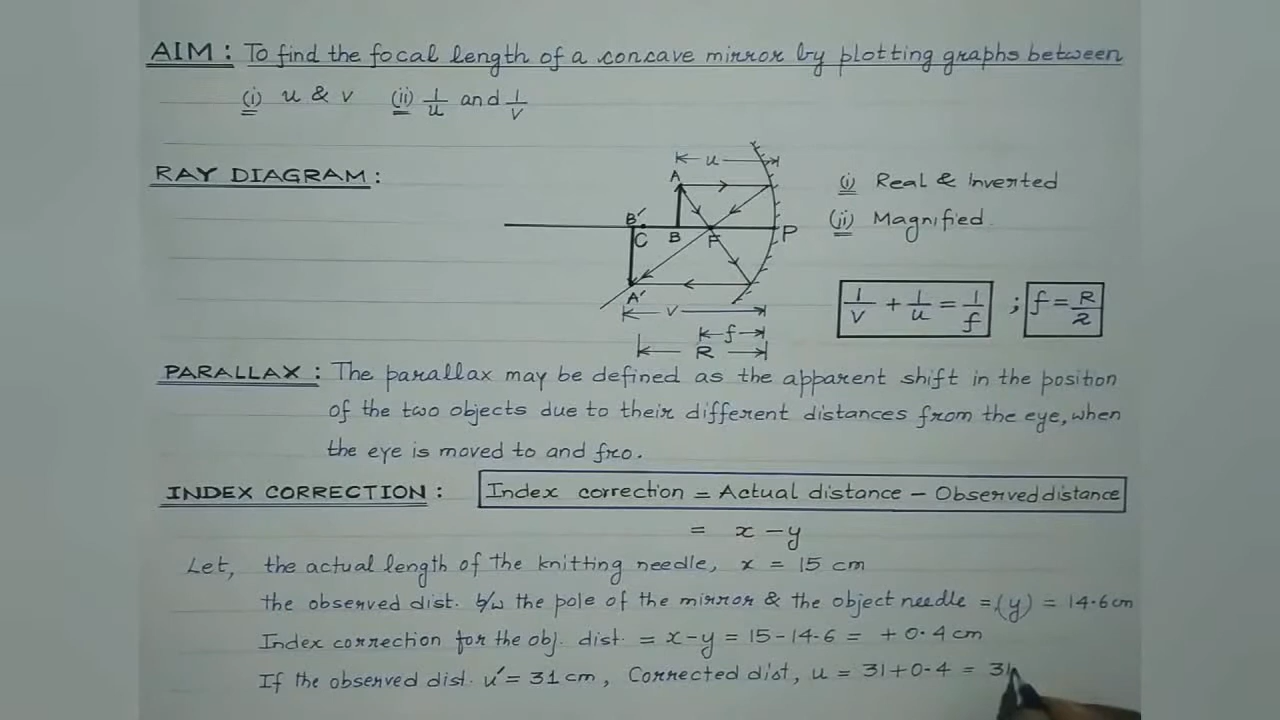 AIM : To find the focal length of a concave mirror by plotting graphs between
(i) u & v (ii) 1/u and 1/v
RAY DIAGRAM :
u
A
B' C B F P
A'
v
f
R
(i) Real & Inverted
(ii) Magnified
1/v + 1/u = 1/f ; f = R/2
PARALLAX : The parallax may be defined as the apparent shift in the position
of the two objects due to their different distances from the eye, when
the eye is moved to and fro.
INDEX CORRECTION : Index correction = Actual distance - Observed distance
= x - y
Let, the actual length of the knitting needle, x = 15 cm
the observed dist. b/w the pole of the mirror & the object needle = (y) = 14.6 cm
Index correction for the obj. dist. = x - y = 15 - 14.6 = + 0.4 cm
If the observed dist. u' = 31 cm, Corrected dist, u = 31 + 0.4 = 31